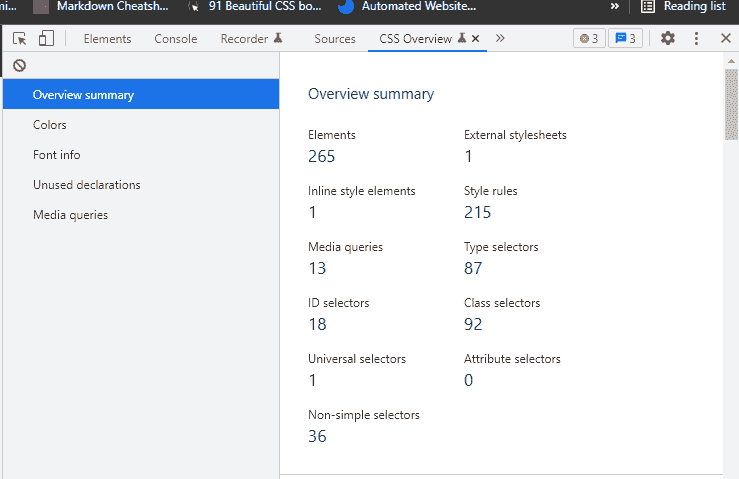 mi... Markdown Cheatsh... 91 Beautiful CSS bo... Automated Website... » Reading list
Elements Console Recorder Sources CSS Overview × » 3 3
Overview summary
Colors
Font info
Unused declarations
Media queries
Overview summary
Elements External stylesheets
265 1
Inline style elements Style rules
1 215
Media queries Type selectors
13 87
ID selectors Class selectors
18 92
Universal selectors Attribute selectors
1 0
Non-simple selectors
36